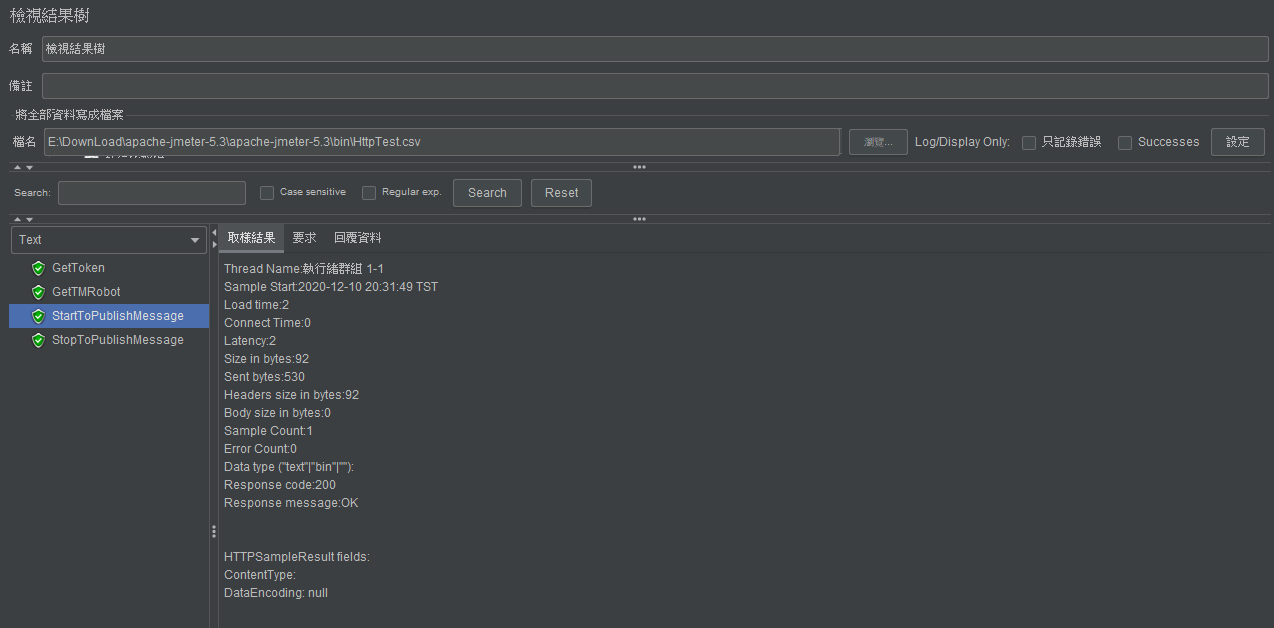 檢視結果樹
名稱 檢視結果樹
備註
將全部資料寫成檔案
檔名 E:\DownLoad\apache-jmeter-5.3\apache-jmeter-5.3\bin\HttpTest.csv 瀏覽... Log/Display Only: 只記錄錯誤 Successes 設定
Search: Case sensitive Regular exp. Search Reset
Text
GetToken
GetTMRobot
StartToPublishMessage
StopToPublishMessage
取樣結果 要求 回覆資料
Thread Name:執行緒群組 1-1
Sample Start:2020-12-10 20:31:49 TST
Load time:2
Connect Time:0
Latency:2
Size in bytes:92
Sent bytes:530
Headers size in bytes:92
Body size in bytes:0
Sample Count:1
Error Count:0
Data type ("text"|"bin"|""):
Response code:200
Response message:OK
HTTPSampleResult fields:
ContentType:
DataEncoding: null